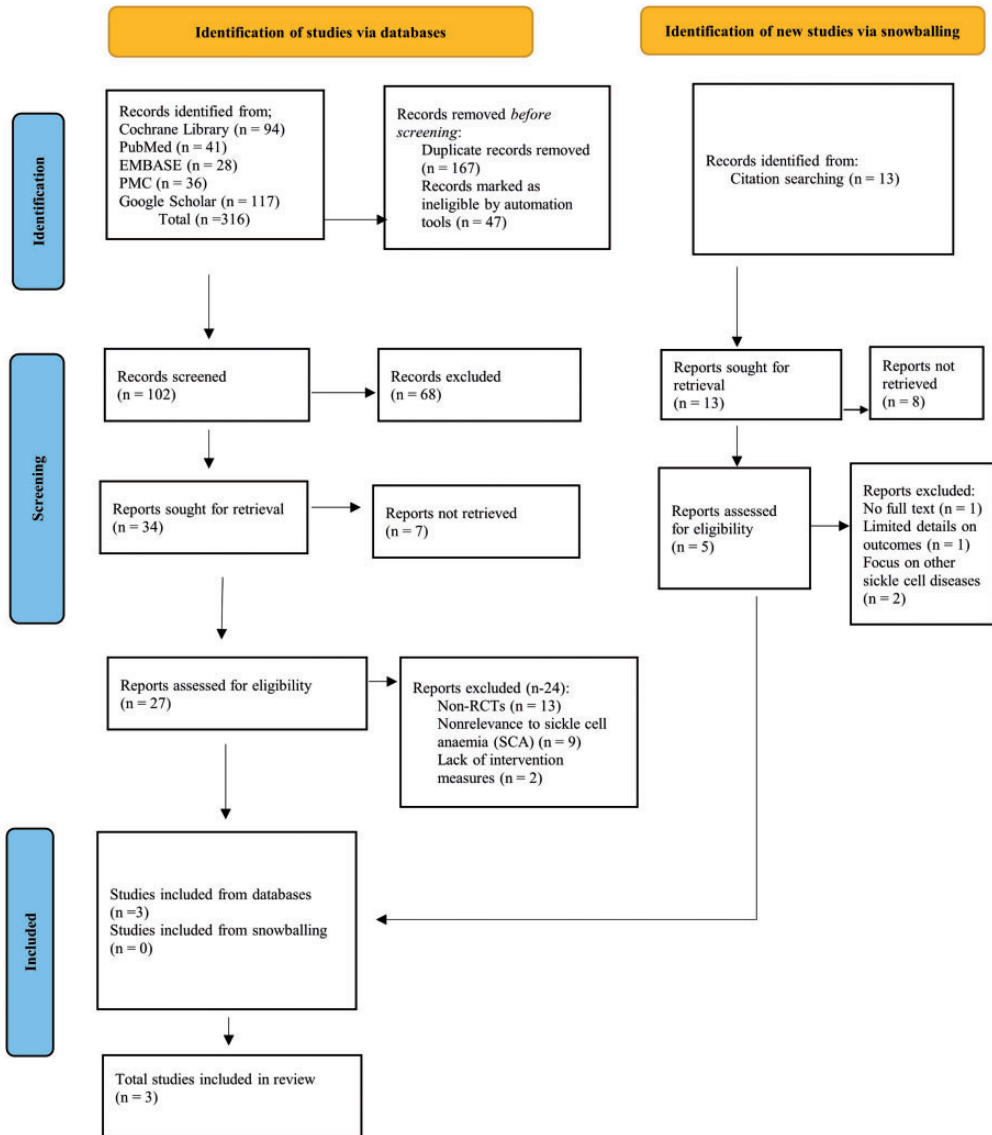 Identification of studies via databases
Identification of new studies via snowballing
Identification
Records identified from;
Cochrane Library (n = 94)
PubMed (n = 41)
EMBASE (n = 28)
PMC (n = 36)
Google Scholar (n = 117)
Total (n =316)
Records removed before
screening:
Duplicate records removed
(n = 167)
Records marked as
ineligible by automation
tools (n = 47)
Records identified from:
Citation searching (n = 13)
Screening
Records screened
(n = 102)
Records excluded
(n = 68)
Reports sought for
retrieval
(n = 13)
Reports not
retrieved
(n = 8)
Reports sought for retrieval
(n = 34)
Reports not retrieved
(n = 7)
Reports assessed
for eligibility
(n = 5)
Reports excluded:
No full text (n = 1)
Limited details on
outcomes (n = 1)
Focus on other
sickle cell diseases
(n = 2)
Reports assessed for eligibility
(n = 27)
Reports excluded (n-24):
Non-RCTs (n = 13)
Nonrelevance to sickle cell
anaemia (SCA) (n = 9)
Lack of intervention
measures (n = 2)
Included
Studies included from databases
(n =3)
Studies included from snowballing
(n = 0)
Total studies included in review
(n = 3)